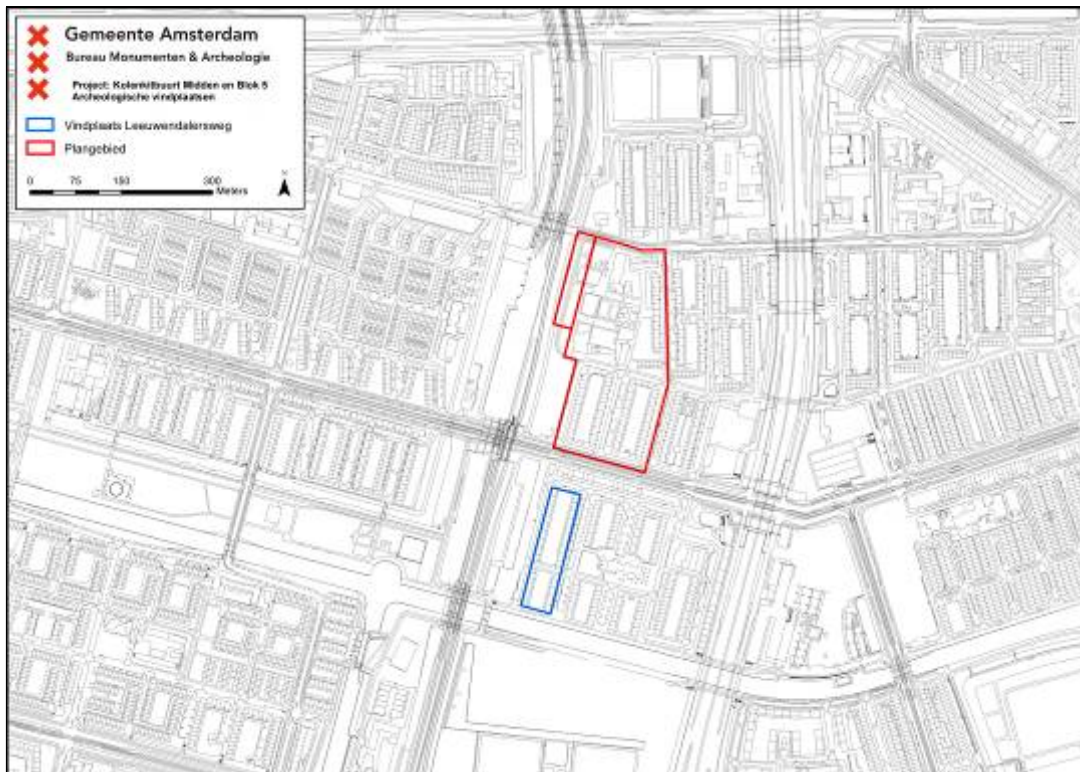 Gemeente Amsterdam
Bureau Monumenten & Archeologie
Project: Kolenkitbuurt Midden en Blok 5
Archeologische vindplaatsen
Vindplaats Leeuwendalersweg
Plangebied
0 75 150 300
Meters
N